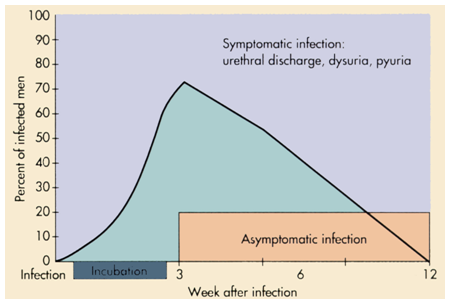 100
90
80
70
60
50
40
30
20
10
0
Percent of infected men
Symptomatic infection:
urethral discharge, dysuria, pyuria
Asymptomatic infection
Infection
Incubation
3
6
12
Week after infection